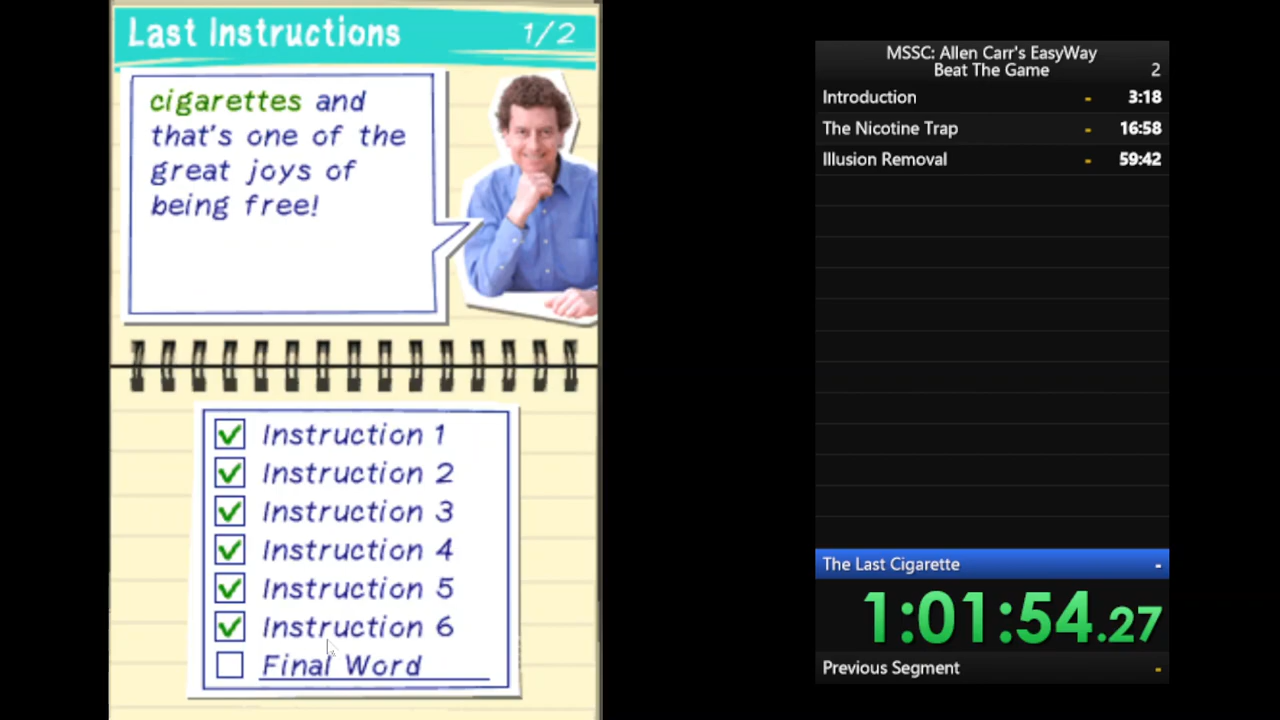 Last Instructions 1/2
cigarettes and
that's one of the
great joys of
being free!
Instruction 1
Instruction 2
Instruction 3
Instruction 4
Instruction 5
Instruction 6
Final Word
MSSC: Allen Carr's EasyWay
Beat The Game 2
Introduction - 3:18
The Nicotine Trap - 16:58
Illusion Removal - 59:42
The Last Cigarette -
1:01:54.27
Previous Segment -